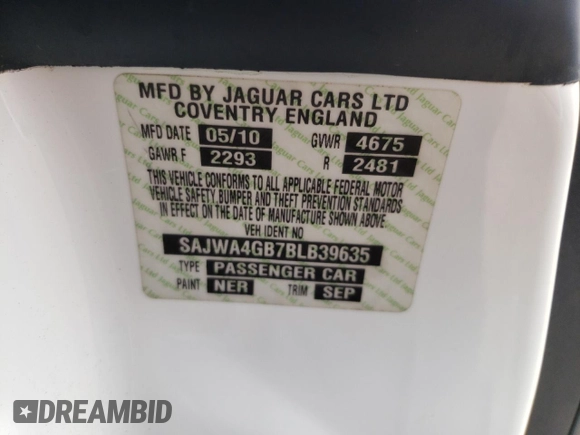 MFD BY JAGUAR CARS LTD
COVENTRY ENGLAND
MFD DATE 05/10 GVWR 4675
GAWR F 2293 R 2481
THIS VEHICLE CONFORMS TO ALL APPLICABLE FEDERAL MOTOR
VEHICLE SAFETY, BUMPER AND THEFT PREVENTION STANDARDS
IN EFFECT ON THE DATE OF MANUFACTURE SHOWN ABOVE
VEH IDENT NO
SAJWA4GB7BLB39635
TYPE PASSENGER CAR
PAINT NER TRIM SEP
DREAMBID